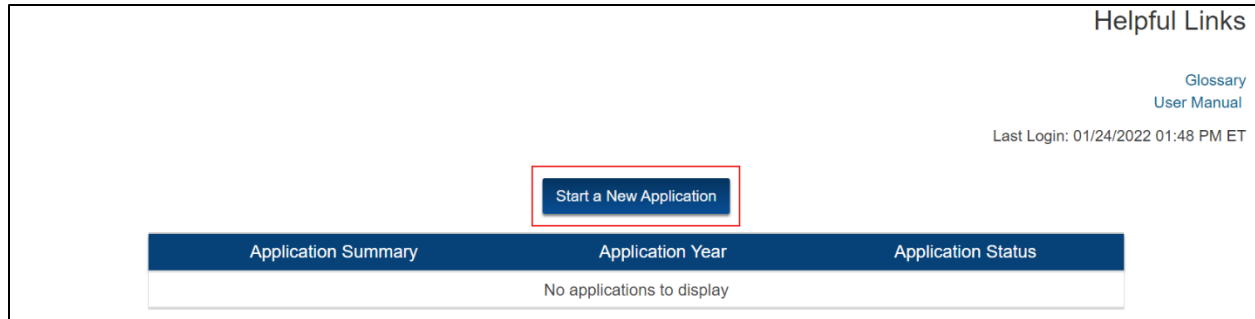 Helpful Links
Glossary
User Manual
Last Login: 01/24/2022 01:48 PM ET
Start a New Application
Application Summary Application Year Application Status
No applications to display